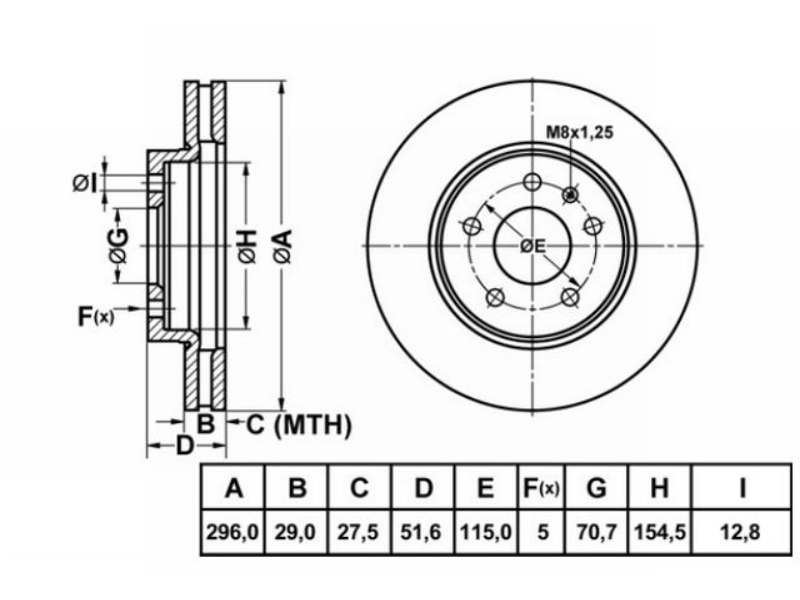 M8x1,25
ØI
ØG
ØH
ØA
ØE
F(x)
B
C (MTH)
D
A B C D E F(x) G H I
296,0 29,0 27,5 51,6 115,0 5 70,7 154,5 12,8